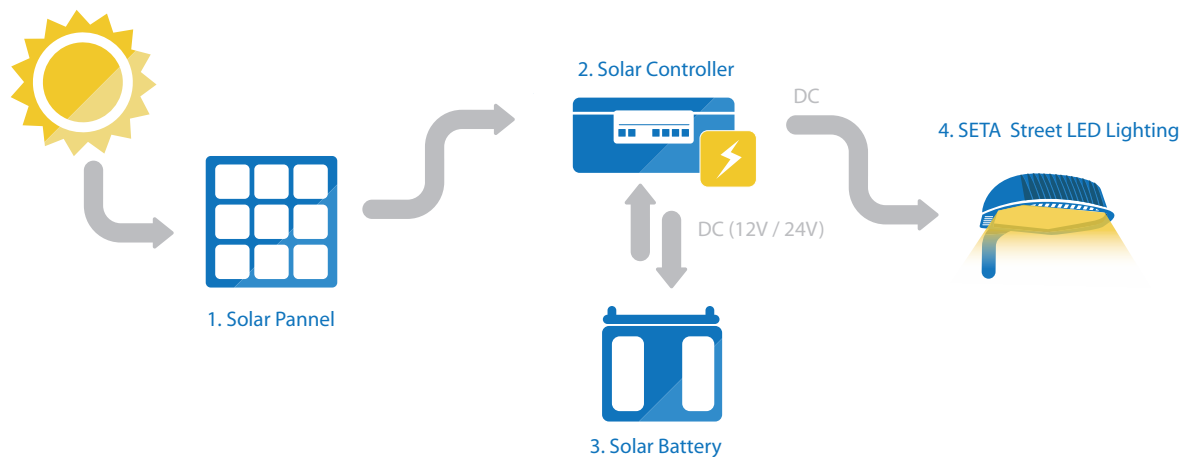 2. Solar Controller
DC
4. SETA Street LED Lighting
DC (12V / 24V)
1. Solar Pannel
3. Solar Battery